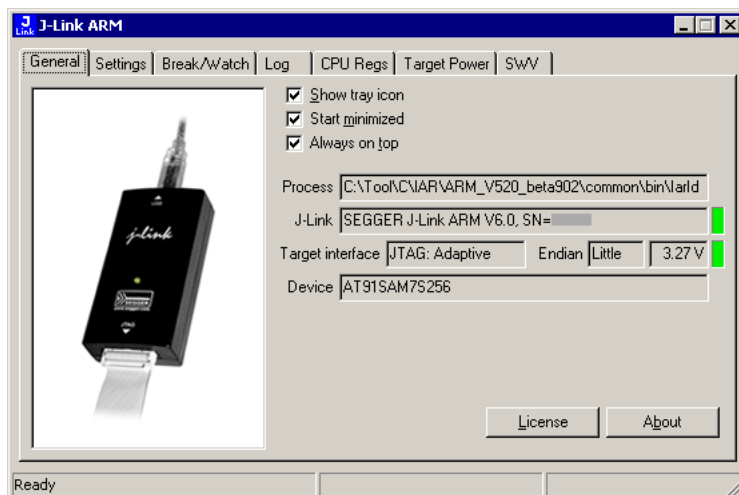 J-Link ARM
General Settings Break/Watch Log CPU Regs Target Power SWV
Show tray icon
Start minimized
Always on top
Process C:\Tool\C\IAR\ARM_V520_beta902\common\bin\Iarld
J-Link SEGGER J-Link ARM V6.0, SN=
Target interface JTAG: Adaptive Endian Little 3.27 V
Device AT91SAM7S256
j-link
SEGGER
JTAG
License About
Ready